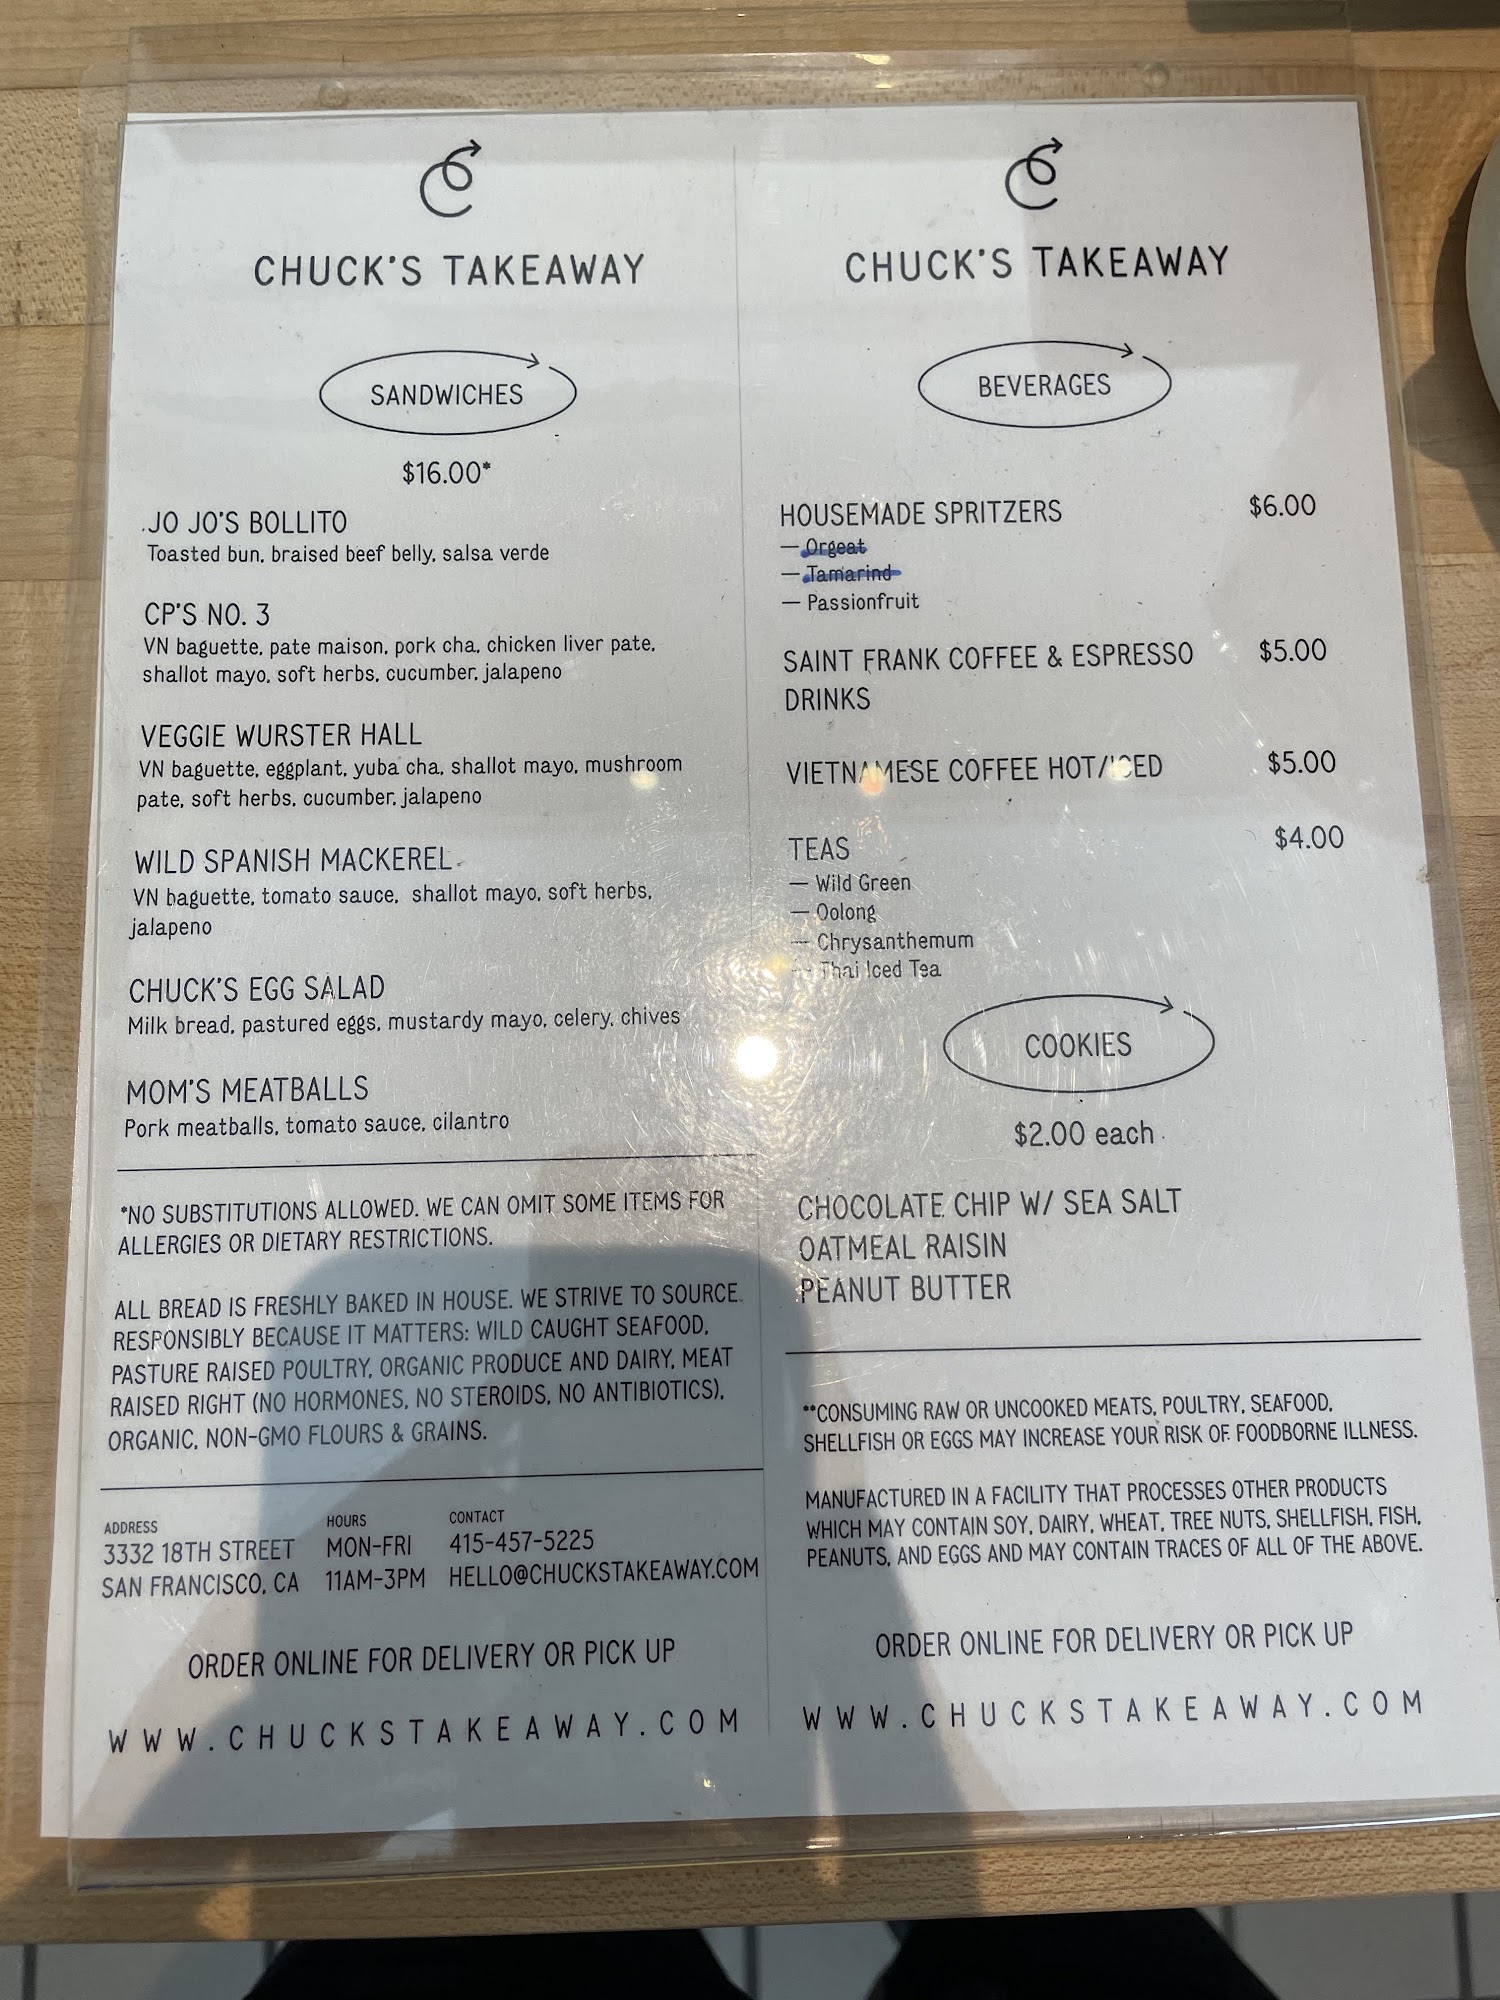 CHUCK'S TAKEAWAY
SANDWICHES
$16.00*
JO JO'S BOLLITO
Toasted bun, braised beef belly, salsa verde
CP'S NO. 3
VN baguette, pate maison, pork cha, chicken liver pate,
shallot mayo, soft herbs, cucumber, jalapeno
VEGGIE WURSTER HALL
VN baguette, eggplant, yuba cha, shallot mayo, mushroom
pate, soft herbs, cucumber, jalapeno
WILD SPANISH MACKEREL
VN baguette, tomato sauce, shallot mayo, soft herbs,
jalapeno
CHUCK'S EGG SALAD
Milk bread, pastured eggs, mustardy mayo, celery, chives
MOM'S MEATBALLS
Pork meatballs, tomato sauce, cilantro
*NO SUBSTITUTIONS ALLOWED. WE CAN OMIT SOME ITEMS FOR
ALLERGIES OR DIETARY RESTRICTIONS.
ALL BREAD IS FRESHLY BAKED IN HOUSE. WE STRIVE TO SOURCE
RESPONSIBLY BECAUSE IT MATTERS: WILD CAUGHT SEAFOOD,
PASTURE RAISED POULTRY, ORGANIC PRODUCE AND DAIRY, MEAT
RAISED RIGHT (NO HORMONES, NO STEROIDS, NO ANTIBIOTICS),
ORGANIC, NON-GMO FLOURS & GRAINS.
ADDRESS
3332 18TH STREET
SAN FRANCISCO, CA
HOURS
MON-FRI
11AM-3PM
CONTACT
415-457-5225
HELLO@CHUCKSTAKEAWAY.COM
ORDER ONLINE FOR DELIVERY OR PICK UP
WWW.CHUCKSTAKEAWAY.COM
CHUCK'S TAKEAWAY
BEVERAGES
HOUSEMADE SPRITZERS $6.00
— Orgeat
— Tamarind
— Passionfruit
SAINT FRANK COFFEE & ESPRESSO $5.00
DRINKS
VIETNAMESE COFFEE HOT/ICED $5.00
TEAS $4.00
— Wild Green
— Oolong
— Chrysanthemum
— Thai Iced Tea
COOKIES
$2.00 each
CHOCOLATE CHIP W/ SEA SALT
OATMEAL RAISIN
PEANUT BUTTER
**CONSUMING RAW OR UNCOOKED MEATS, POULTRY, SEAFOOD,
SHELLFISH OR EGGS MAY INCREASE YOUR RISK OF FOODBORNE ILLNESS.
MANUFACTURED IN A FACILITY THAT PROCESSES OTHER PRODUCTS
WHICH MAY CONTAIN SOY, DAIRY, WHEAT, TREE NUTS, SHELLFISH, FISH,
PEANUTS, AND EGGS AND MAY CONTAIN TRACES OF ALL OF THE ABOVE.
ORDER ONLINE FOR DELIVERY OR PICK UP
WWW.CHUCKSTAKEAWAY.COM